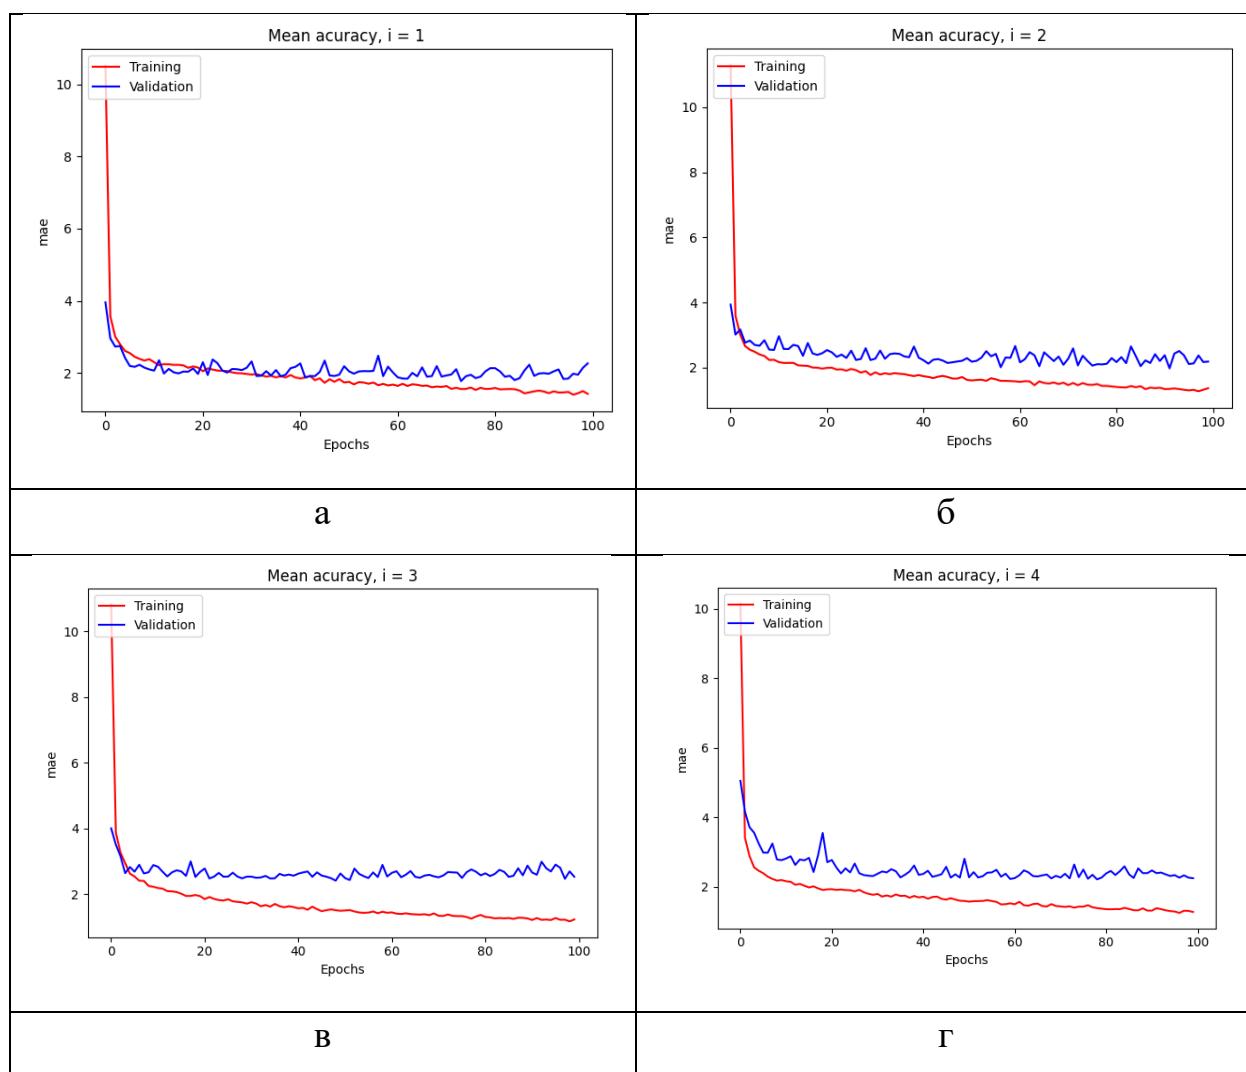 Mean acuracy, i = 1
Training
Validation
10
8
6
4
2
mae
0 20 40 60 80 100
Epochs
Mean acuracy, i = 2
Training
Validation
10
8
6
4
2
mae
0 20 40 60 80 100
Epochs
а б
Mean acuracy, i = 3
Training
Validation
10
8
6
4
2
mae
0 20 40 60 80 100
Epochs
Mean acuracy, i = 4
Training
Validation
10
8
6
4
2
mae
0 20 40 60 80 100
Epochs
в г